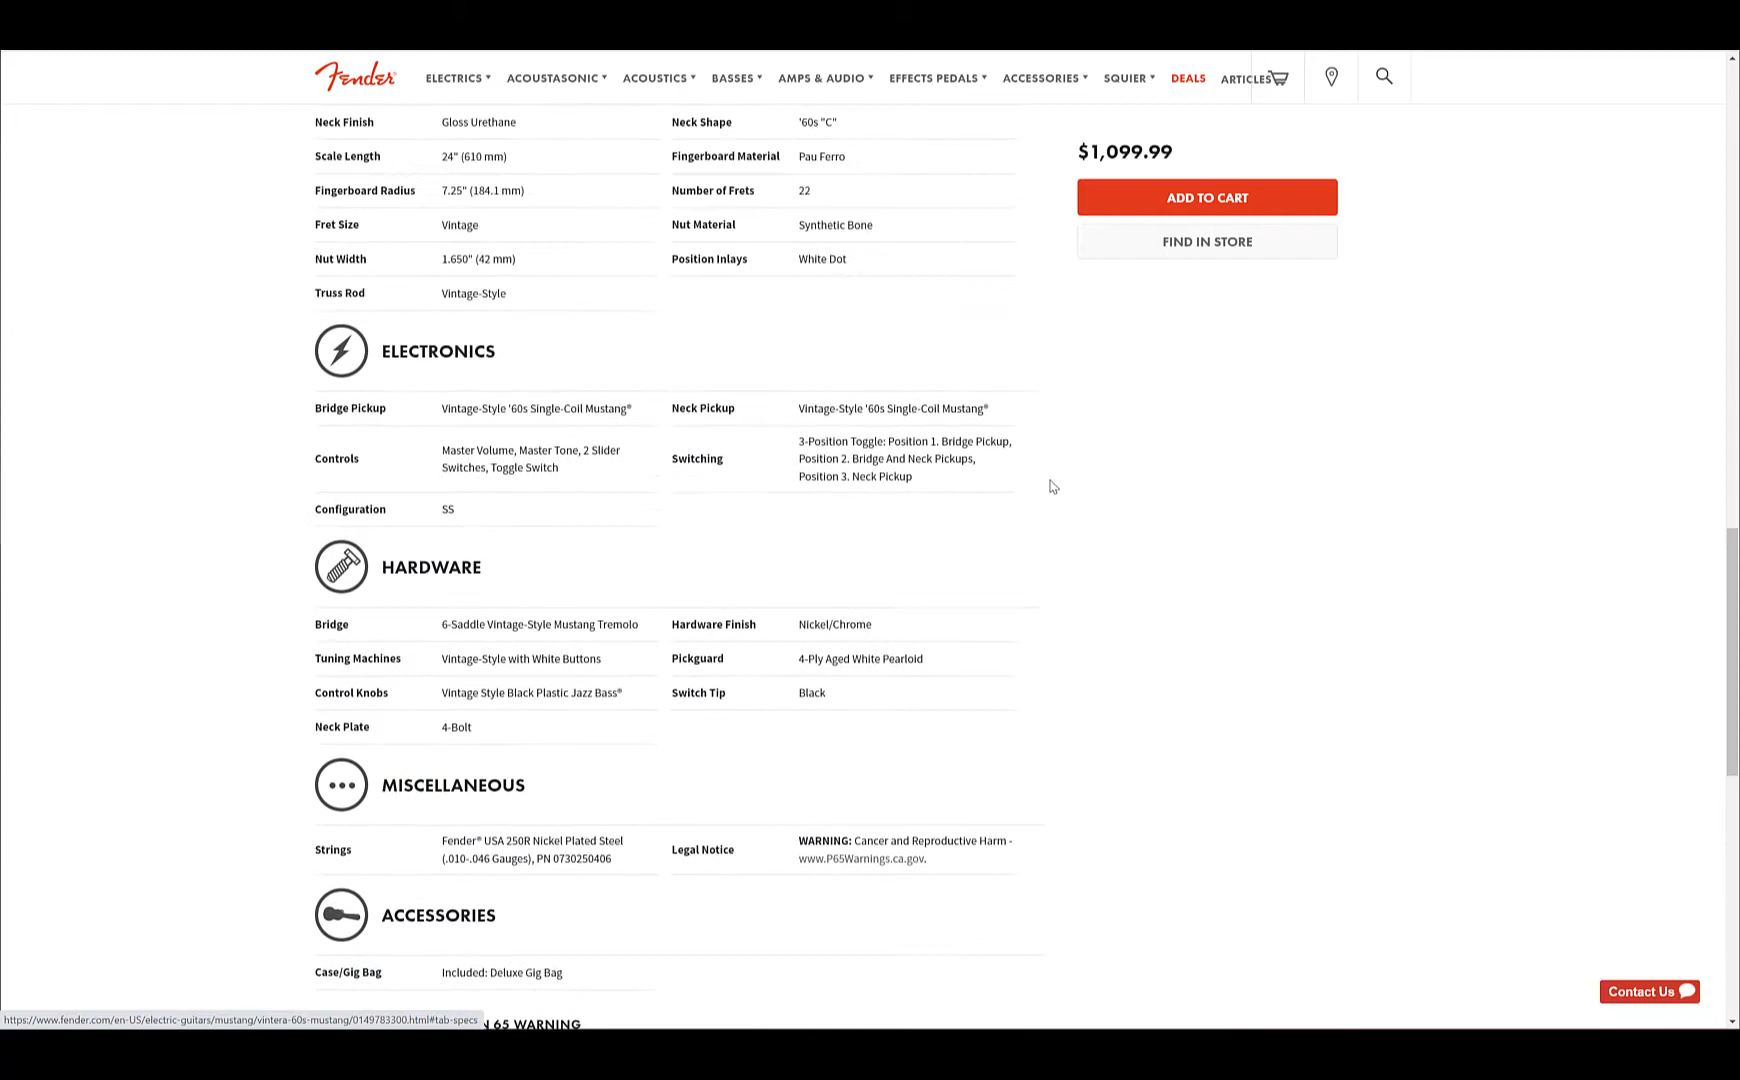 Fender
ELECTRICS ACOUSTASONIC ACOUSTICS BASSES AMPS & AUDIO EFFECTS PEDALS ACCESSORIES SQUIER DEALS ARTICLES
Neck Finish Gloss Urethane Neck Shape '60s "C"
Scale Length 24" (610 mm) Fingerboard Material Pau Ferro
$1,099.99
Fingerboard Radius 7.25" (184.1 mm) Number of Frets 22
ADD TO CART
Fret Size Vintage Nut Material Synthetic Bone
FIND IN STORE
Nut Width 1.650" (42 mm) Position Inlays White Dot
Truss Rod Vintage-Style
ELECTRONICS
Bridge Pickup Vintage-Style '60s Single-Coil Mustang® Neck Pickup Vintage-Style '60s Single-Coil Mustang®
Controls Master Volume, Master Tone, 2 Slider
Switches, Toggle Switch
Switching 3-Position Toggle: Position 1. Bridge Pickup,
Position 2. Bridge And Neck Pickups,
Position 3. Neck Pickup
Configuration SS
HARDWARE
Bridge 6-Saddle Vintage-Style Mustang Tremolo Hardware Finish Nickel/Chrome
Tuning Machines Vintage-Style with White Buttons Pickguard 4-Ply Aged White Pearloid
Control Knobs Vintage Style Black Plastic Jazz Bass® Switch Tip Black
Neck Plate 4-Bolt
MISCELLANEOUS
Strings Fender® USA 250R Nickel Plated Steel
(.010-.046 Gauges), PN 0730250406
Legal Notice WARNING: Cancer and Reproductive Harm -
www.P65Warnings.ca.gov.
ACCESSORIES
Case/Gig Bag Included: Deluxe Gig Bag
Contact Us
https://www.fender.com/en-US/electric-guitars/mustang/vintera-60s-mustang/0149783300.html#tab-specs
65 WARNING